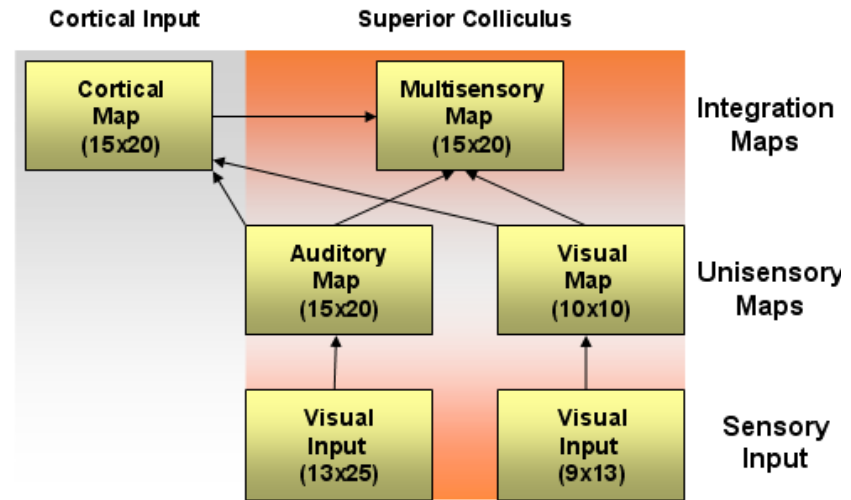 Cortical Input
Superior Colliculus
Cortical
Map
(15x20)
Multisensory
Map
(15x20)
Integration
Maps
Auditory
Map
(15x20)
Visual
Map
(10x10)
Unisensory
Maps
Visual
Input
(13x25)
Visual
Input
(9x13)
Sensory
Input